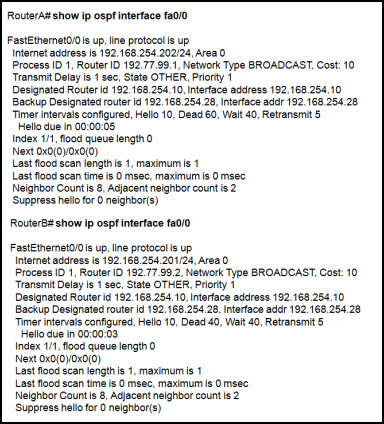 RouterA# show ip ospf interface fa0/0
FastEthernet0/0 is up, line protocol is up
Internet address is 192.168.254.202/24, Area 0
Process ID 1, Router ID 192.77.99.1, Network Type BROADCAST, Cost: 10
Transmit Delay is 1 sec, State OTHER, Priority 1
Designated Router id 192.168.254.10, Interface address 192.168.254.10
Backup Designated router id 192.168.254.28, Interface addr 192.168.254.28
Timer intervals configured, Hello 10, Dead 60, Wait 40, Retransmit 5
Hello due in 00:00:05
Index 1/1, flood queue length 0
Next 0x0(0)/0x0(0)
Last flood scan length is 1, maximum is 1
Last flood scan time is 0 msec, maximum is 0 msec
Neighbor Count is 8, Adjacent neighbor count is 2
Suppress hello for 0 neighbor(s)
RouterB# show ip ospf interface fa0/0
FastEthernet0/0 is up, line protocol is up
Internet address is 192.168.254.201/24, Area 0
Process ID 1, Router ID 192.77.99.2, Network Type BROADCAST, Cost: 10
Transmit Delay is 1 sec, State OTHER, Priority 1
Designated Router id 192.168.254.10, Interface address 192.168.254.10
Backup Designated router id 192.168.254.28, Interface addr 192.168.254.28
Timer intervals configured, Hello 10, Dead 40, Wait 40, Retransmit 5
Hello due in 00:00:03
Index 1/1, flood queue length 0
Next 0x0(0)/0x0(0)
Last flood scan length is 1, maximum is 1
Last flood scan time is 0 msec, maximum is 0 msec
Neighbor Count is 8, Adjacent neighbor count is 2
Suppress hello for 0 neighbor(s)